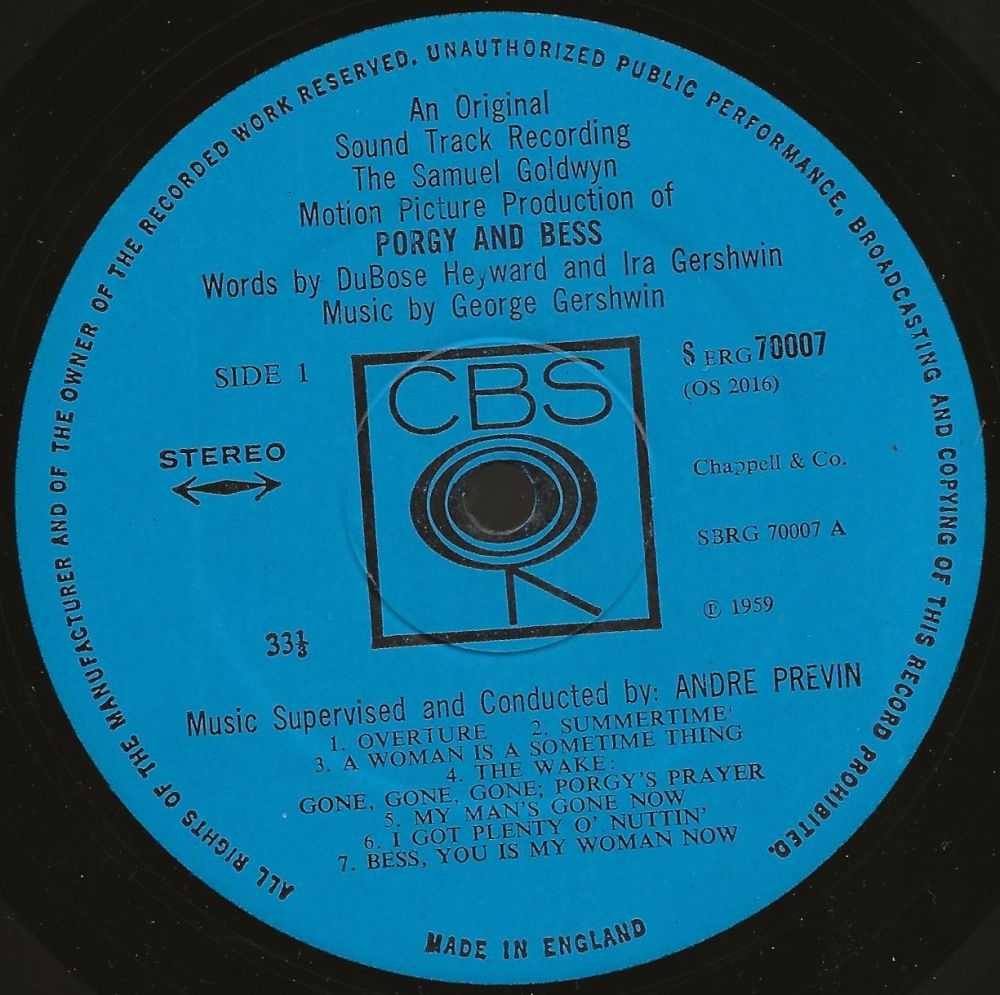 ALL RIGHTS OF THE MANUFACTURER AND OF THE OWNER OF THE RECORDED WORK RESERVED. UNAUTHORIZED PUBLIC PERFORMANCE, BROADCASTING AND COPYING OF THIS RECORD PROHIBITED.
An Original
Sound Track Recording
The Samuel Goldwyn
Motion Picture Production of
PORGY AND BESS
Words by DuBose Heyward and Ira Gershwin
Music by George Gershwin
SIDE 1
CBS
S ERG 70007
(OS 2016)
STEREO
Chappell & Co.
SBRG 70007 A
33⅓
Ⓟ 1959
Music Supervised and Conducted by: ANDRE PREVIN
1. OVERTURE 2. SUMMERTIME
3. A WOMAN IS A SOMETIME THING
4. THE WAKE:
GONE, GONE, GONE; PORGY'S PRAYER
5. MY MAN'S GONE NOW
6. I GOT PLENTY O' NUTTIN'
7. BESS, YOU IS MY WOMAN NOW
MADE IN ENGLAND